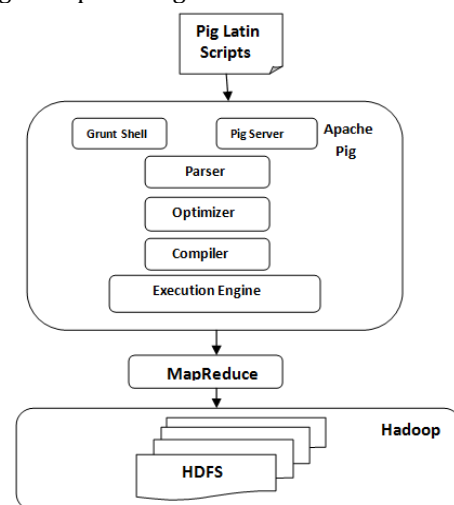 Pig Latin
Scripts
Grunt Shell
Pig Server
Apache
Pig
Parser
Optimizer
Compiler
Execution Engine
MapReduce
Hadoop
HDFS